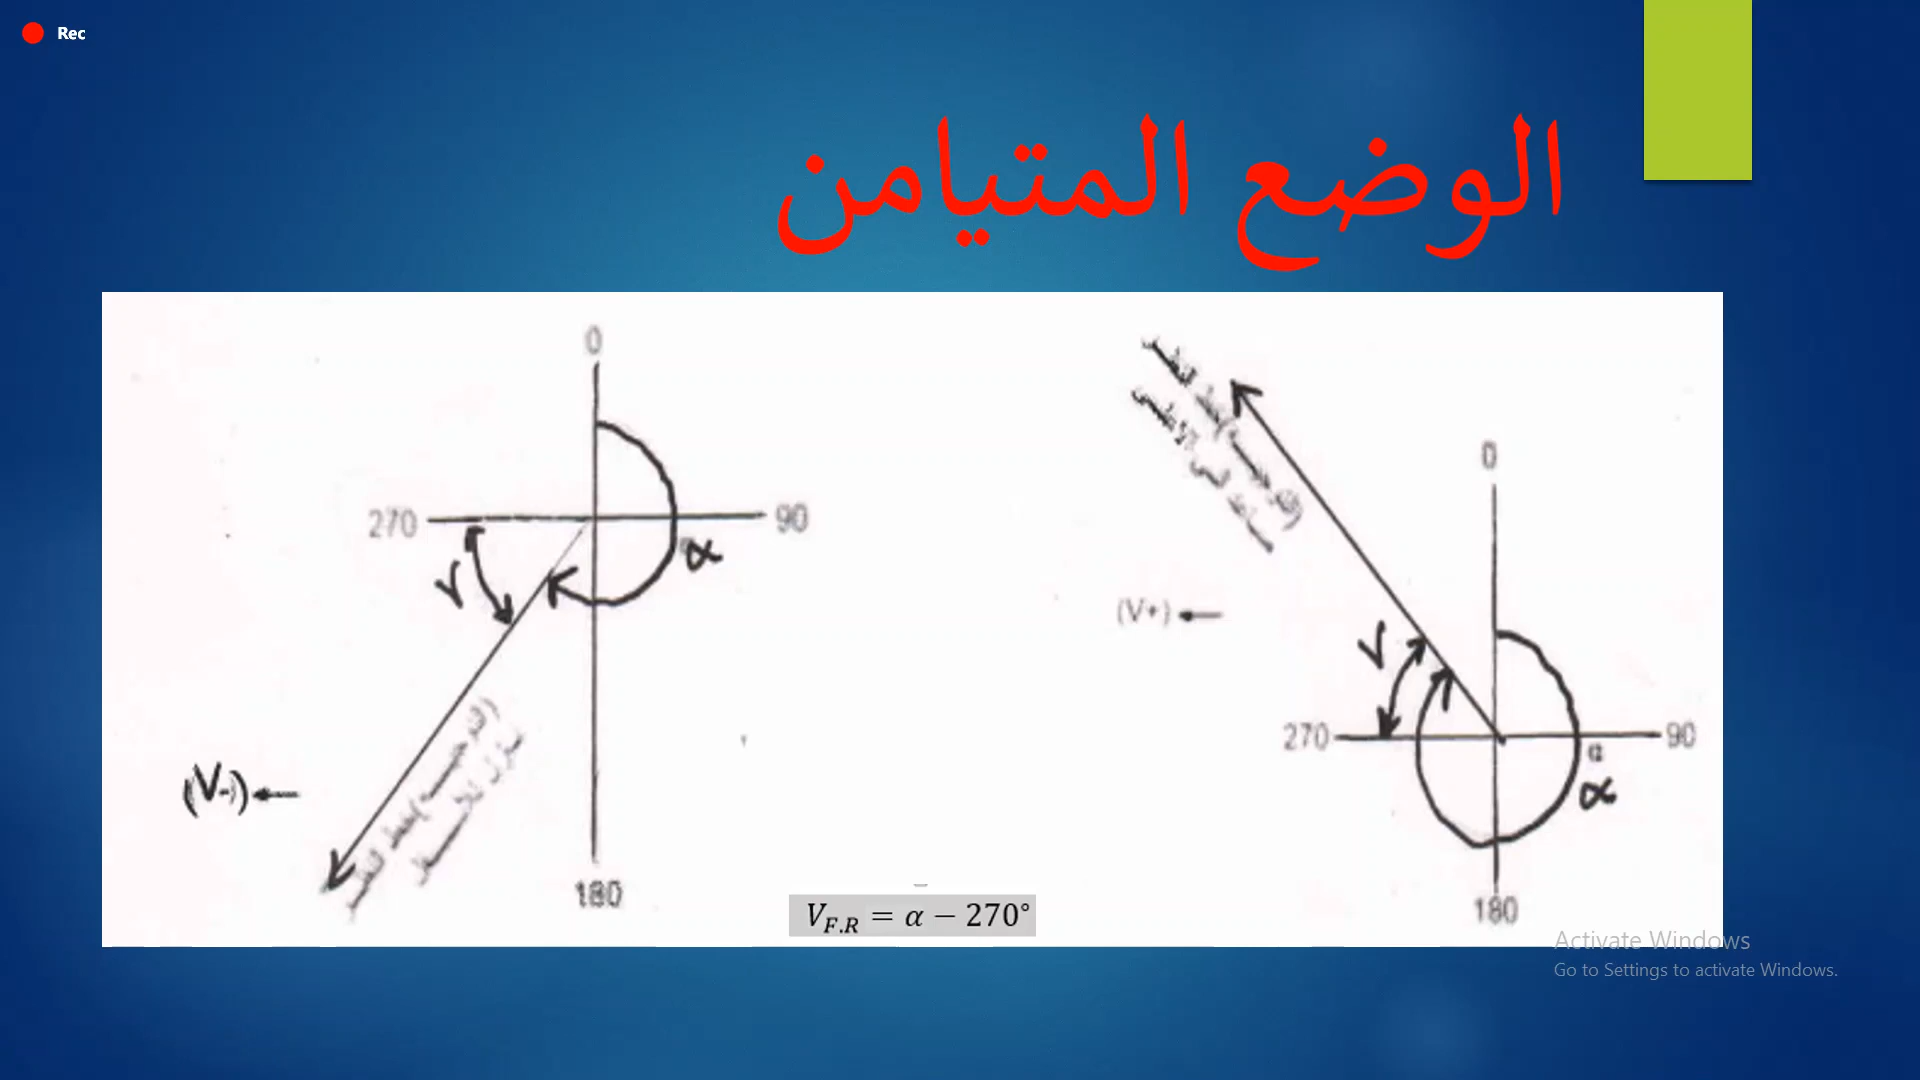 Rec
الوضع المتيامن
0
270
90
α
V
(V-)
180
0
(V+)
V
270
90
α
α
180
V_{F.R} = α − 270°
Activate Windows
Go to Settings to activate Windows.